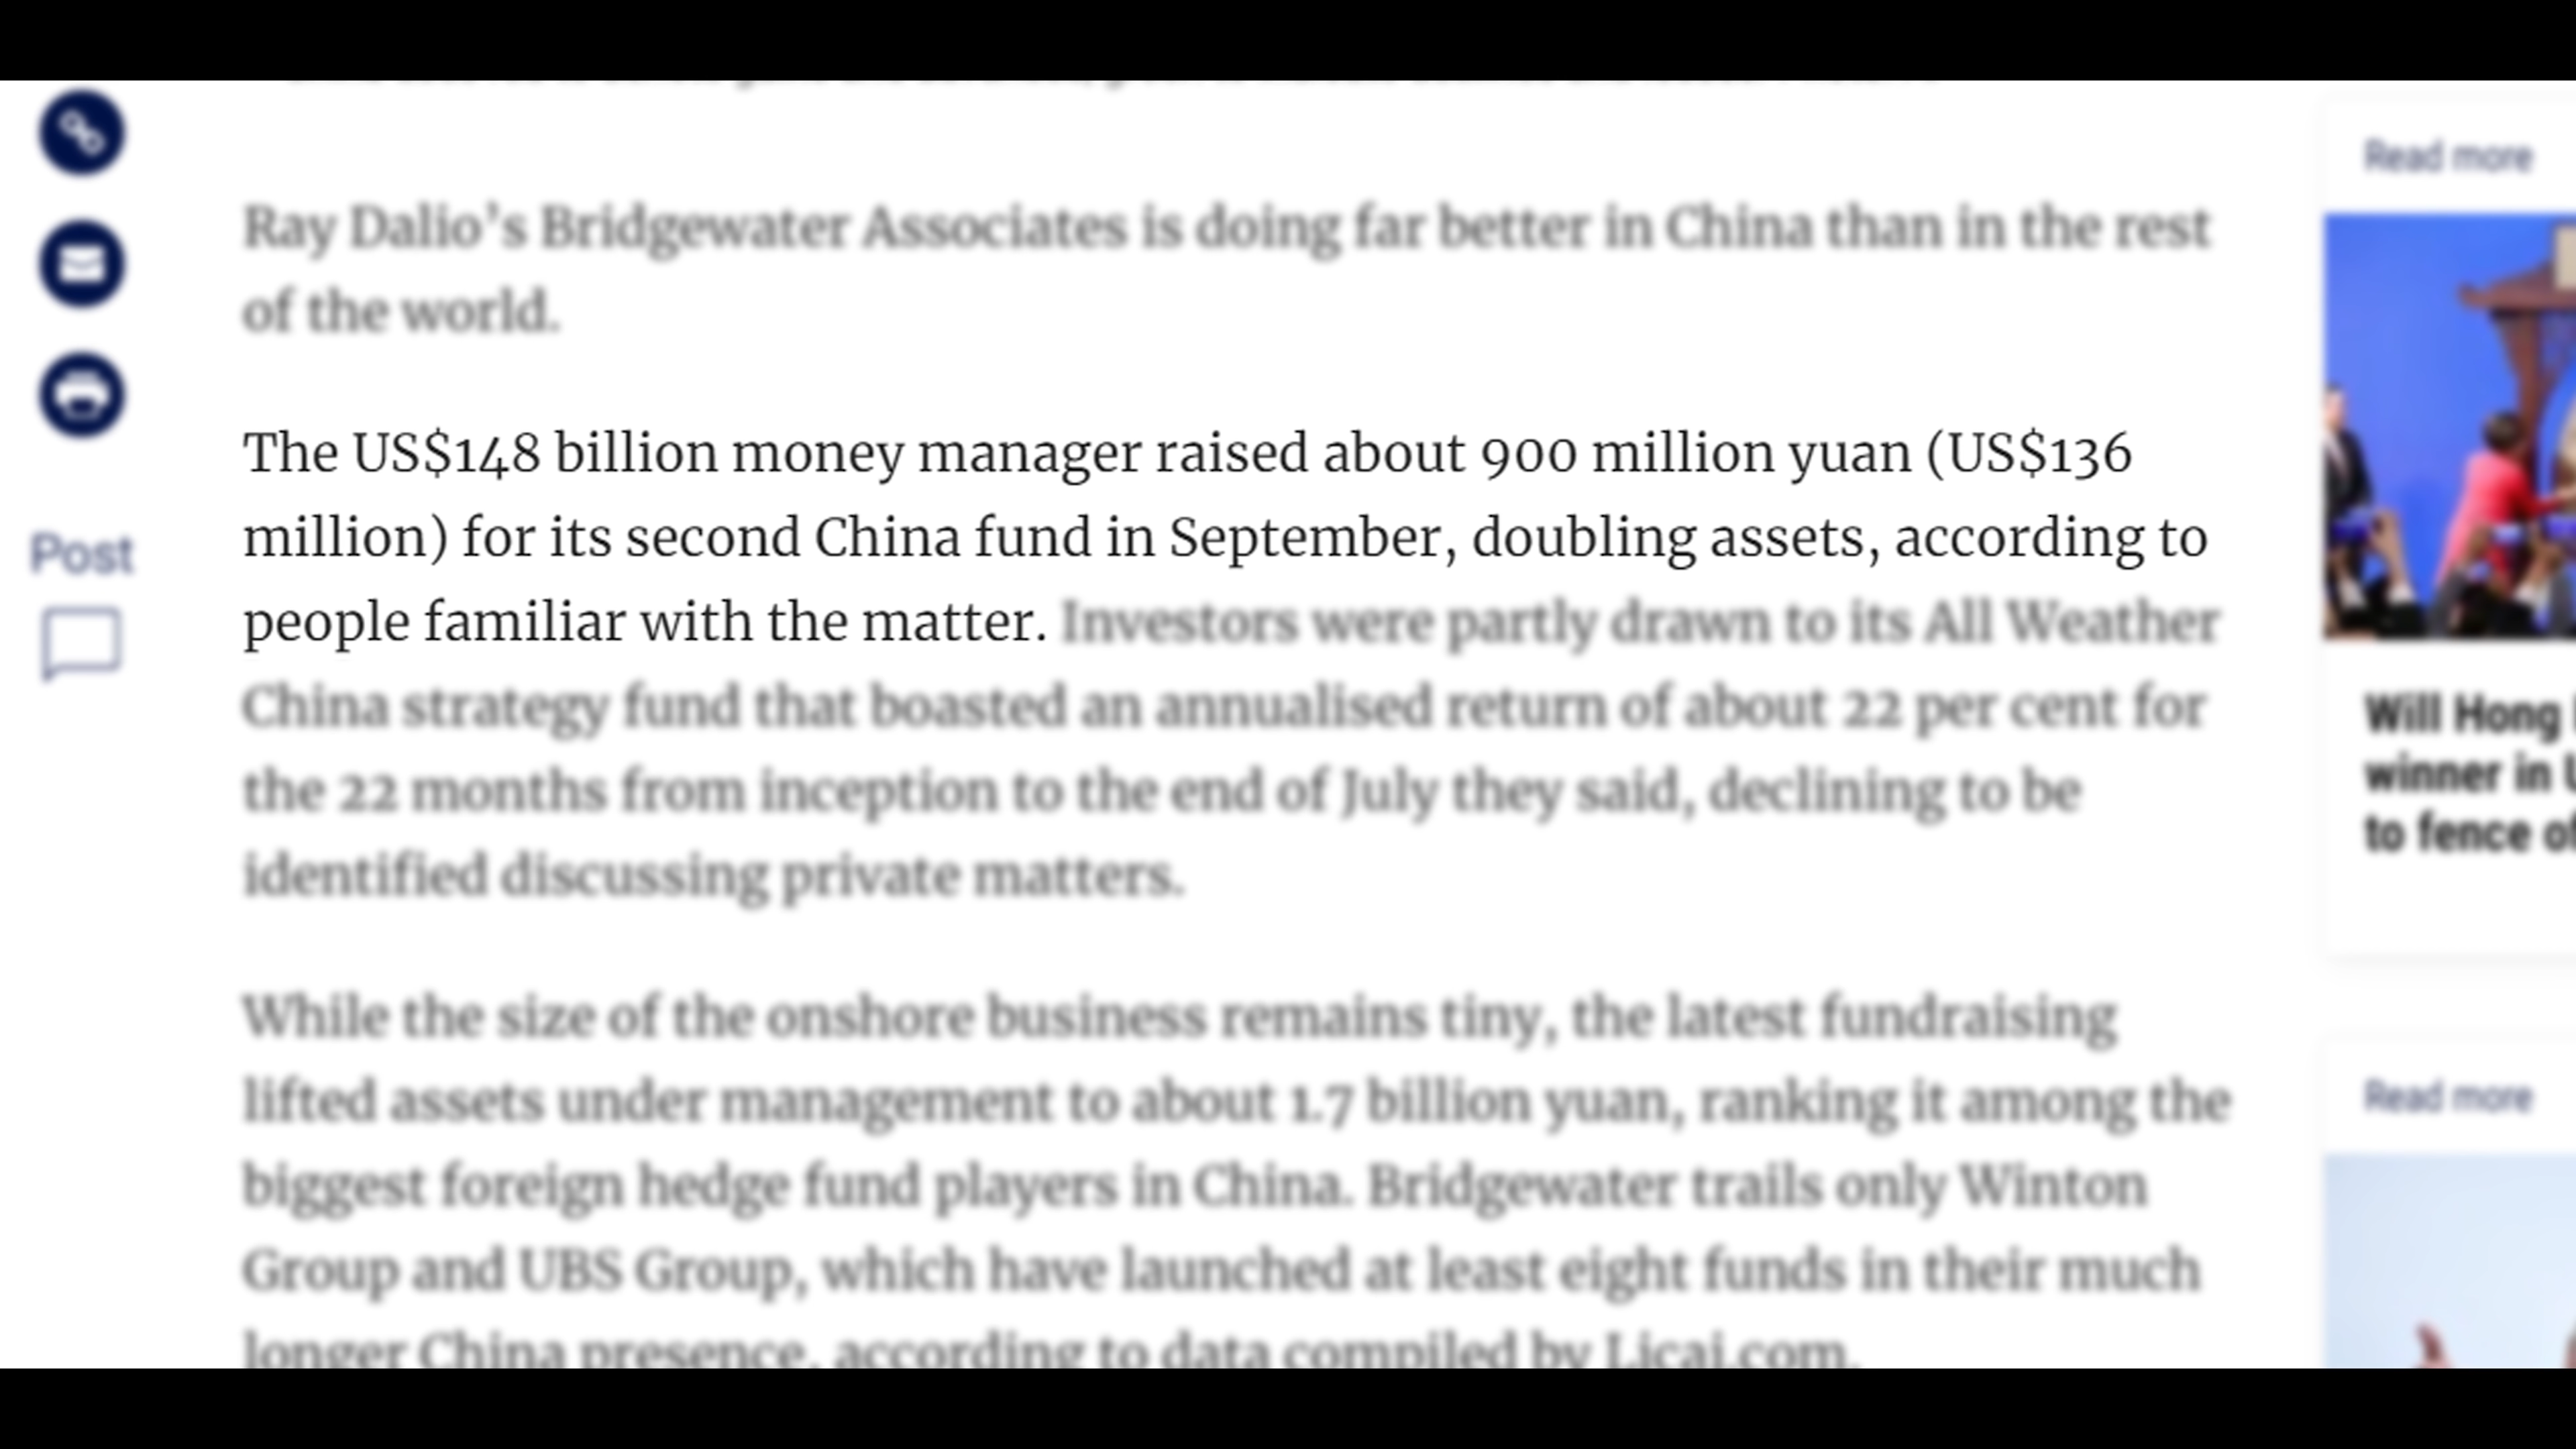 Ray Dalio’s Bridgewater Associates is doing far better in China than in the rest
of the world.
The US$148 billion money manager raised about 900 million yuan (US$136
million) for its second China fund in September, doubling assets, according to
people familiar with the matter. Investors were partly drawn to its All Weather
China strategy fund that boasted an annualised return of about 22 per cent for
the 22 months from inception to the end of July they said, declining to be
identified discussing private matters.
While the size of the onshore business remains tiny, the latest fundraising
lifted assets under management to about 1.7 billion yuan, ranking it among the
biggest foreign hedge fund players in China. Bridgewater trails only Winton
Group and UBS Group, which have launched at least eight funds in their much
longer China presence, according to data compiled by Licai.com.
Post
Read more
Will Hong
winner in
to fence
Read more